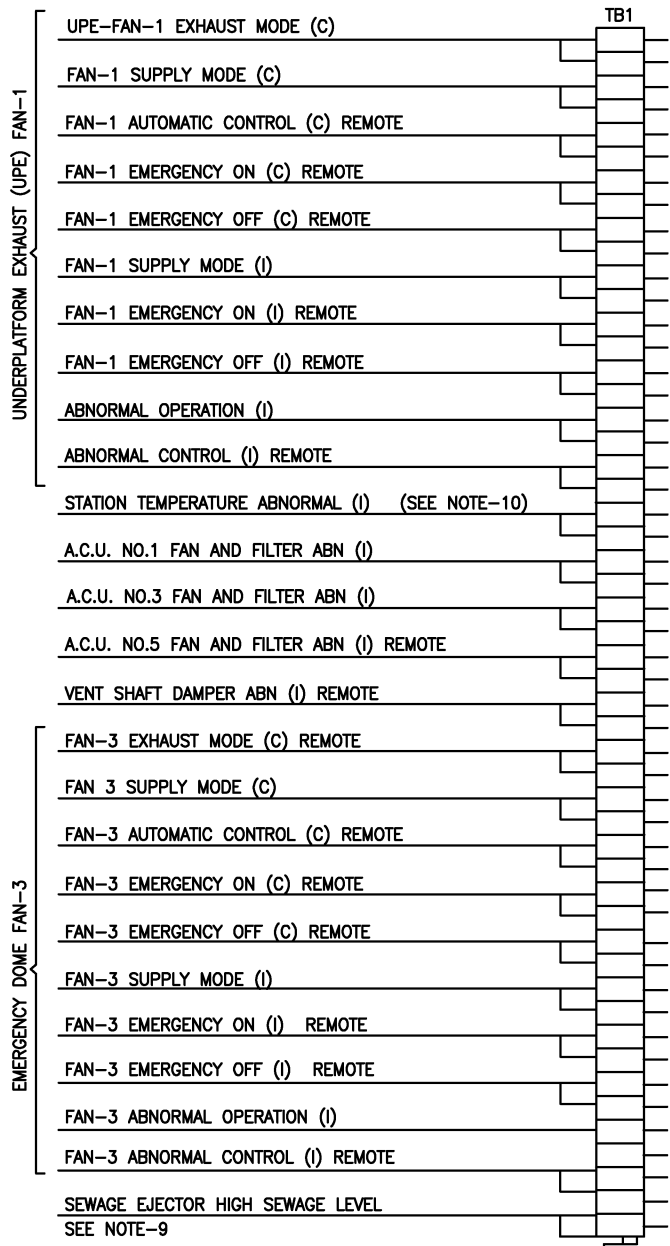 TB1
UPE-FAN-1 EXHAUST MODE (C)
FAN-1 SUPPLY MODE (C)
FAN-1 AUTOMATIC CONTROL (C) REMOTE
FAN-1 EMERGENCY ON (C) REMOTE
FAN-1 EMERGENCY OFF (C) REMOTE
FAN-1 SUPPLY MODE (I)
FAN-1 EMERGENCY ON (I) REMOTE
FAN-1 EMERGENCY OFF (I) REMOTE
ABNORMAL OPERATION (I)
ABNORMAL CONTROL (I) REMOTE
UNDERPLATFORM EXHAUST (UPE) FAN-1
STATION TEMPERATURE ABNORMAL (I) (SEE NOTE-10)
A.C.U. NO.1 FAN AND FILTER ABN (I)
A.C.U. NO.3 FAN AND FILTER ABN (I)
A.C.U. NO.5 FAN AND FILTER ABN (I) REMOTE
VENT SHAFT DAMPER ABN (I) REMOTE
FAN-3 EXHAUST MODE (C) REMOTE
FAN 3 SUPPLY MODE (C)
FAN-3 AUTOMATIC CONTROL (C) REMOTE
FAN-3 EMERGENCY ON (C) REMOTE
FAN-3 EMERGENCY OFF (C) REMOTE
FAN-3 SUPPLY MODE (I)
FAN-3 EMERGENCY ON (I) REMOTE
FAN-3 EMERGENCY OFF (I) REMOTE
FAN-3 ABNORMAL OPERATION (I)
FAN-3 ABNORMAL CONTROL (I) REMOTE
EMERGENCY DOME FAN-3
SEWAGE EJECTOR HIGH SEWAGE LEVEL
SEE NOTE-9